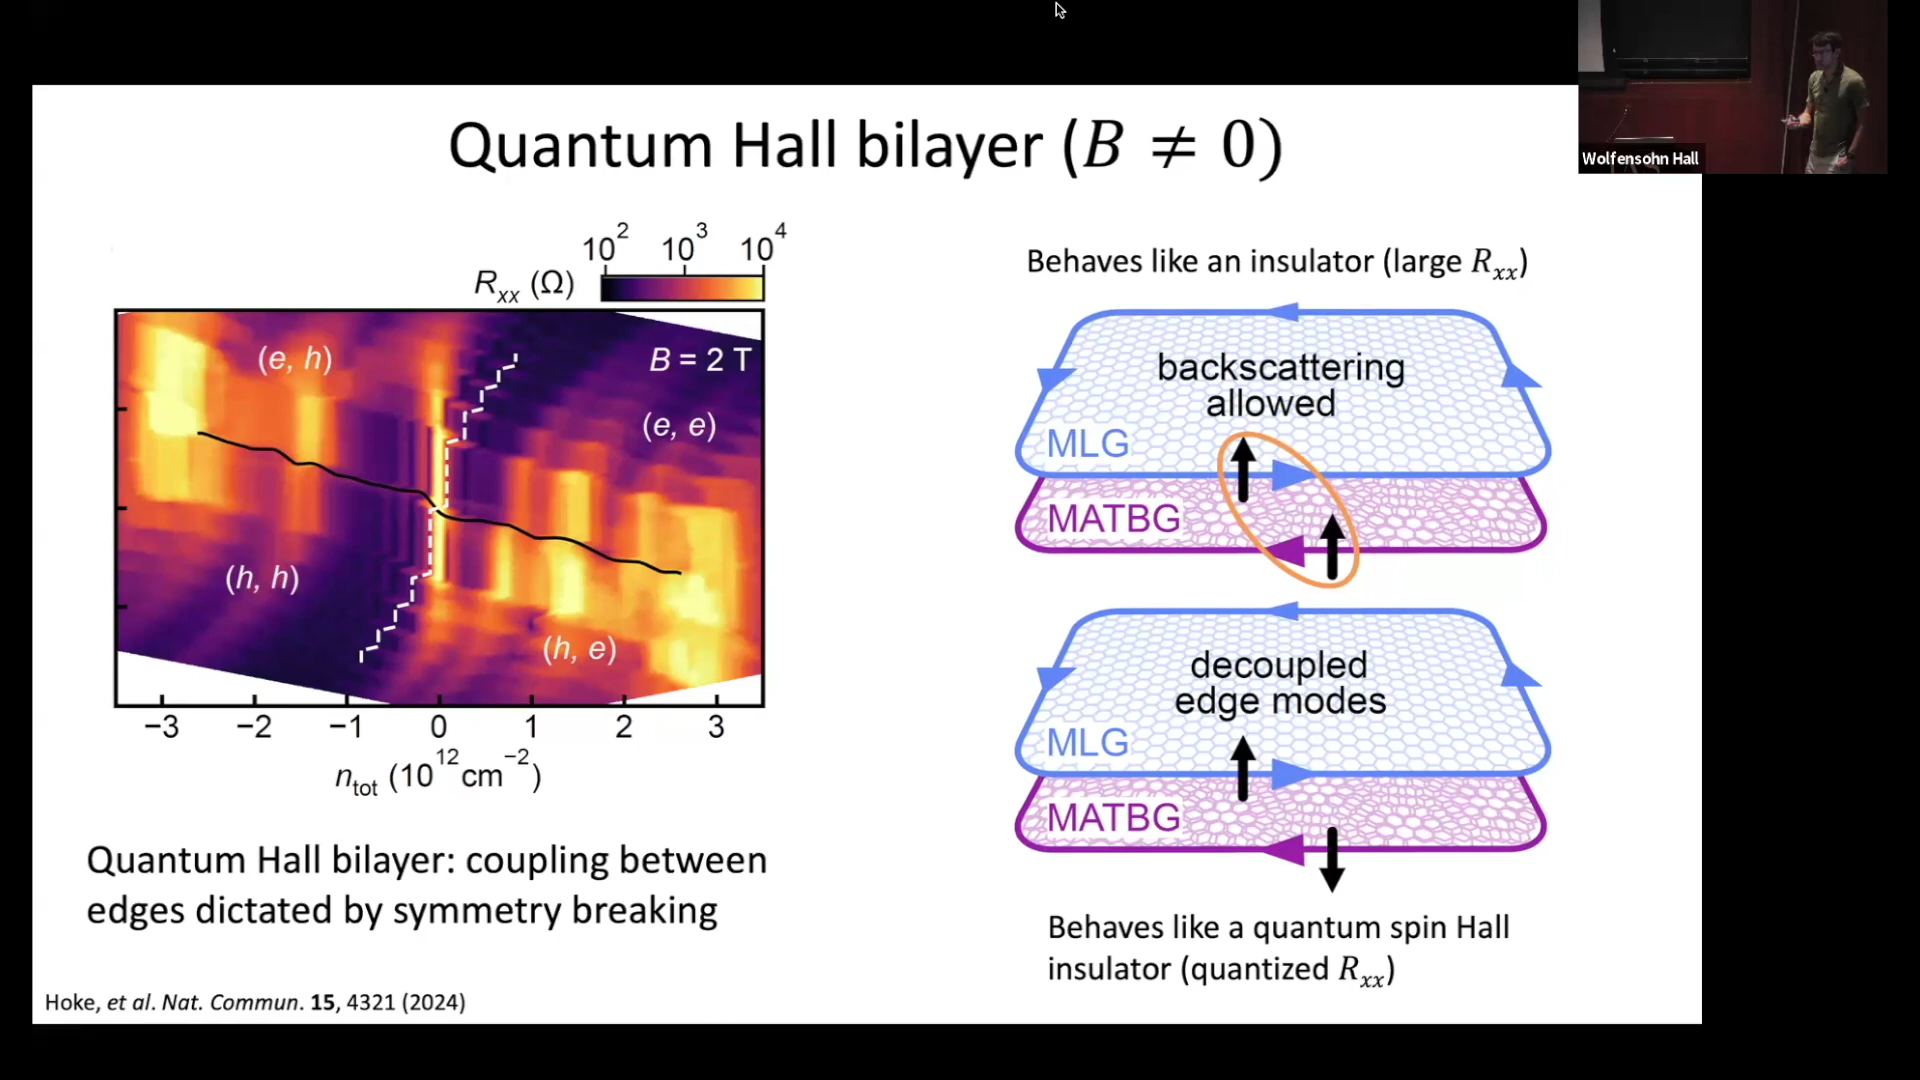 Wolfensohn Hall
Quantum Hall bilayer (B ≠ 0)
10² 10³ 10⁴
Rₓₓ (Ω)
(e, h)
B = 2 T
(e, e)
(h, h)
(h, e)
−3 −2 −1 0 1 2 3
n_tot (10¹² cm⁻²)
Quantum Hall bilayer: coupling between
edges dictated by symmetry breaking
Hoke, et al. Nat. Commun. 15, 4321 (2024)
Behaves like an insulator (large Rₓₓ)
backscattering
allowed
MLG
MATBG
decoupled
edge modes
MLG
MATBG
Behaves like a quantum spin Hall
insulator (quantized Rₓₓ)